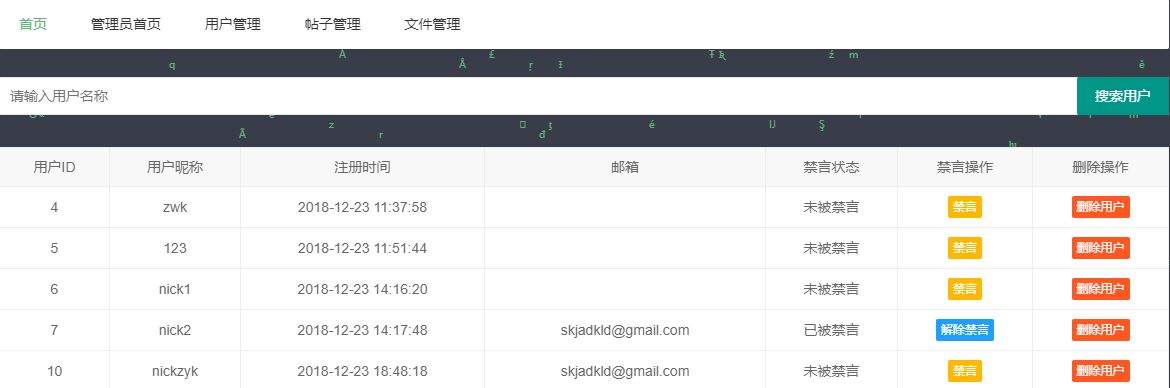 首页 管理员首页 用户管理 帖子管理 文件管理
请输入用户名称 搜索用户
用户ID 用户昵称 注册时间 邮箱 禁言状态 禁言操作 删除操作
4 zwk 2018-12-23 11:37:58 未被禁言 禁言 删除用户
5 123 2018-12-23 11:51:44 未被禁言 禁言 删除用户
6 nick1 2018-12-23 14:16:20 未被禁言 禁言 删除用户
7 nick2 2018-12-23 14:17:48 skjadkld@gmail.com 已被禁言 解除禁言 删除用户
10 nickzyk 2018-12-23 18:48:18 skjadkld@gmail.com 未被禁言 禁言 删除用户